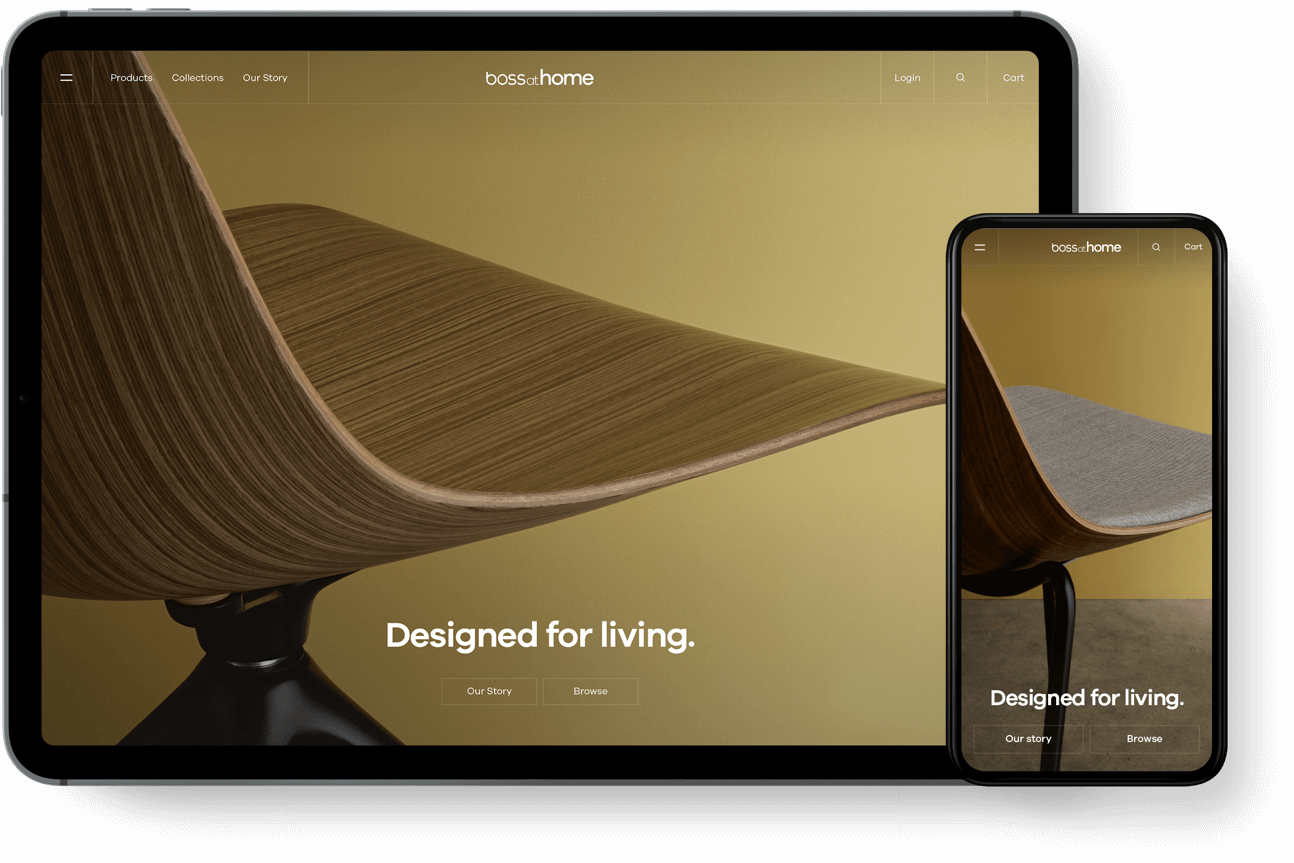 Products Collections Our Story bossathome Login Cart
bossathome Cart
Designed for living.
Our Story Browse
Designed for living.
Our story Browse